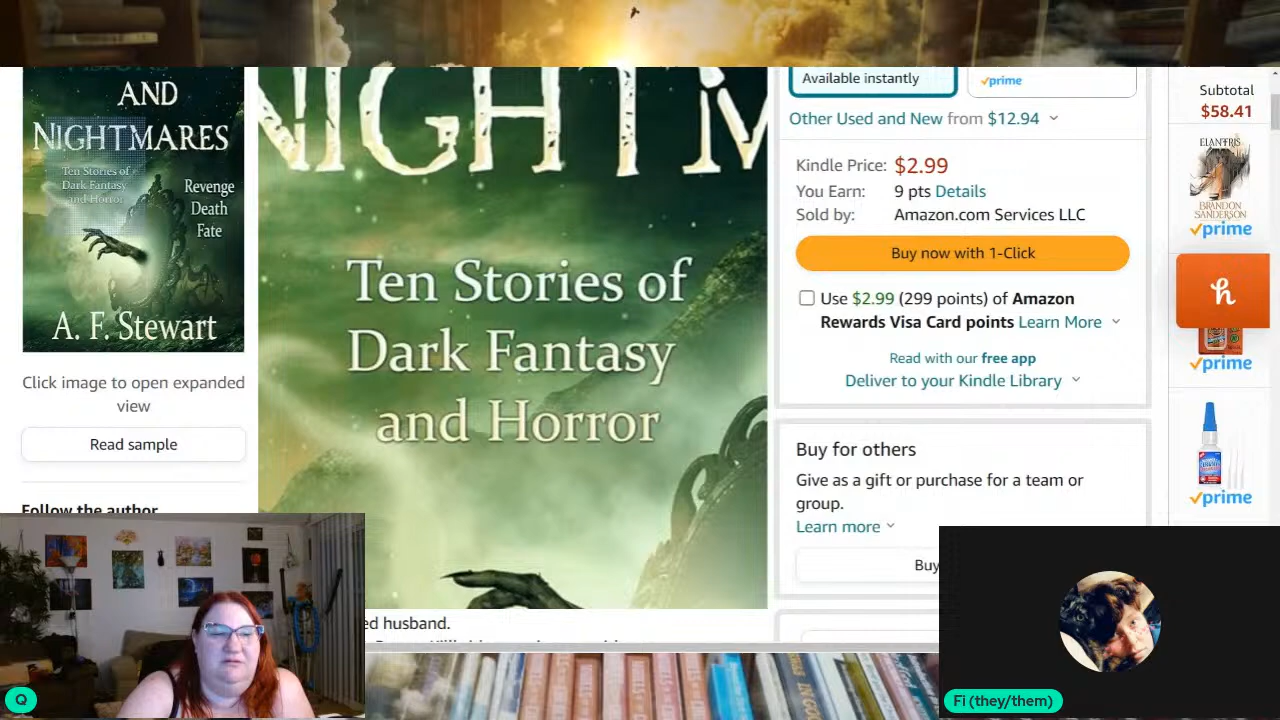 AND
NIGHTMARES
Ten Stories of
Dark Fantasy
and Horror
Revenge
Death
Fate
A. F. Stewart
Click image to open expanded
view
Read sample
Follow the author
NIGHTM
Ten Stories of
Dark Fantasy
and Horror
ed husband.
Available instantly
prime
Other Used and New from $12.94
Kindle Price: $2.99
You Earn: 9 pts Details
Sold by: Amazon.com Services LLC
Buy now with 1-Click
Use $2.99 (299 points) of Amazon
Rewards Visa Card points Learn More
Read with our free app
Deliver to your Kindle Library
Buy for others
Give as a gift or purchase for a team or
group.
Learn more
Buy
Subtotal
$58.41
ELANTRIS
BRANDON
SANDERSON
prime
h
prime
prime
Q
Fi (they/them)